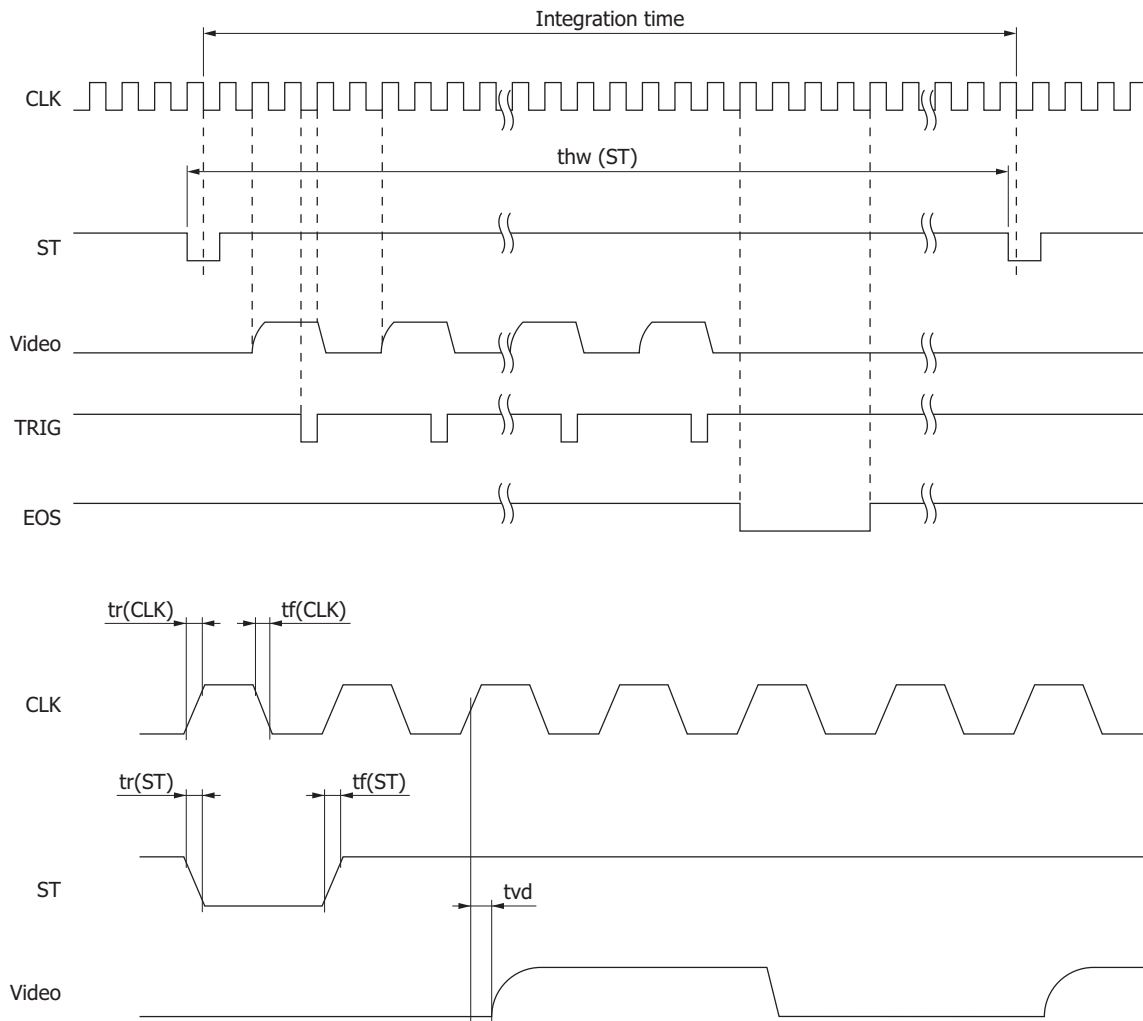 Integration time
CLK
thw (ST)
ST
Video
TRIG
EOS
tr(CLK) tf(CLK)
CLK
tr(ST) tf(ST)
ST
tvd
Video